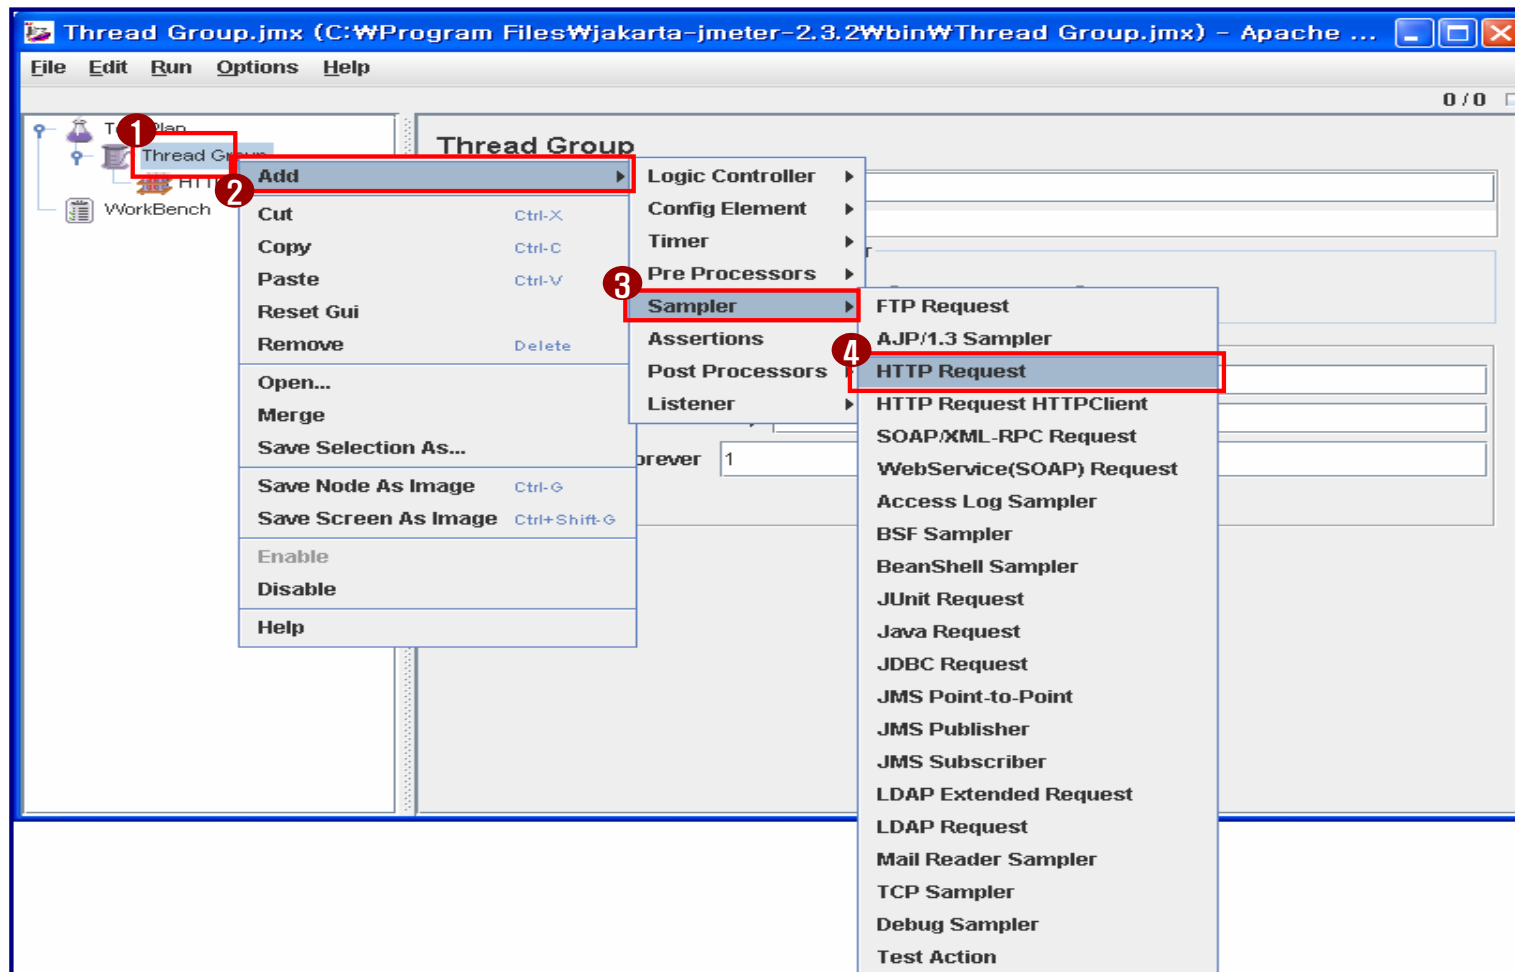 Thread Group.jmx (C:₩Program Files₩jakarta-jmeter-2.3.2₩bin₩Thread Group.jmx) - Apache ...
File Edit Run Options Help
0 / 0
1
Thread
WorkBench
Thread Group
2
Add
Cut Ctrl-X
Copy Ctrl-C
Paste Ctrl-V
Reset Gui
Remove Delete
Open...
Merge
Save Selection As...
Save Node As Image Ctrl-G
Save Screen As Image Ctrl+Shift-G
Enable
Disable
Help
Logic Controller
Config Element
Timer
Pre Processors
3
Sampler
Assertions
Post Processors
Listener
1
FTP Request
AJP/1.3 Sampler
4
HTTP Request
HTTP Request HTTPClient
SOAP/XML-RPC Request
WebService(SOAP) Request
Access Log Sampler
BSF Sampler
BeanShell Sampler
JUnit Request
Java Request
JDBC Request
JMS Point-to-Point
JMS Publisher
JMS Subscriber
LDAP Extended Request
LDAP Request
Mail Reader Sampler
TCP Sampler
Debug Sampler
Test Action